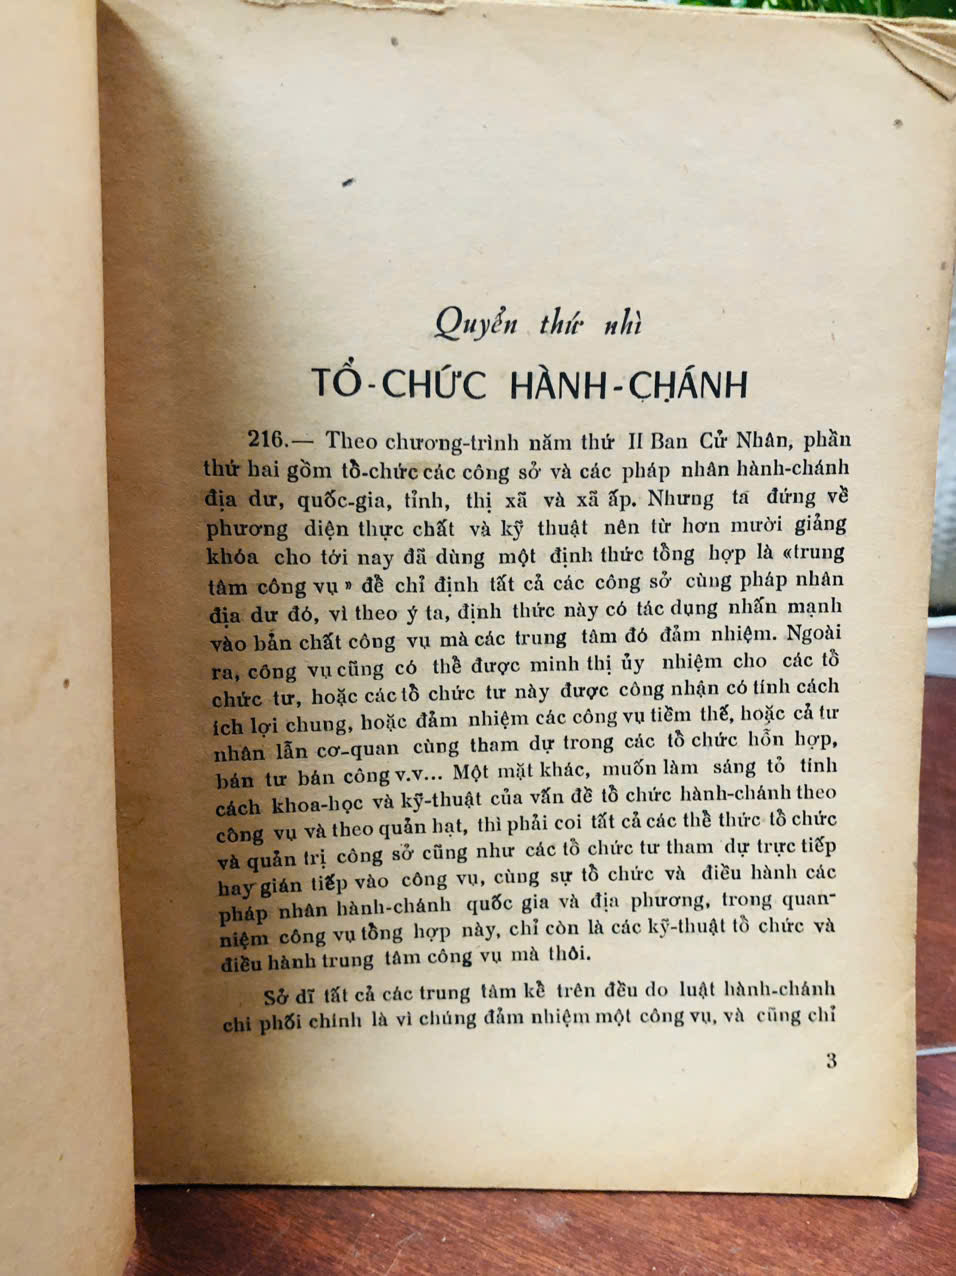 Quyển thứ nhì
TỔ-CHỨC HÀNH-CHÁNH
216.— Theo chương-trình năm thứ II Ban Cử Nhân, phần
thứ hai gồm tổ-chức các công sở và các pháp nhân hành-chánh
địa dư, quốc-gia, tỉnh, thị xã và xã ấp. Nhưng ta đứng về
phương diện thực chất và kỹ thuật nên từ hơn mười giảng
khóa cho tới nay đã dùng một định thức tổng hợp là «trung
tâm công vụ» để chỉ định tất cả các công sở cùng pháp nhân
địa dư đó, vì theo ý ta, định thức này có tác dụng nhấn mạnh
vào bản chất công vụ mà các trung tâm đó đảm nhiệm. Ngoài
ra, công vụ cũng có thể được minh thị ủy nhiệm cho các tổ
chức tư, hoặc các tổ chức tư này được công nhận có tính cách
ích lợi chung, hoặc đảm nhiệm các công vụ tiềm thế, hoặc cả tư
nhân lẫn cơ-quan cùng tham dự trong các tổ chức hỗn hợp,
bán tư bán công v.v... Một mặt khác, muốn làm sáng tỏ tính
cách khoa-học và kỹ-thuật của vấn đề tổ chức hành-chánh theo
công vụ và theo quản hạt, thì phải coi tất cả các thể thức tổ chức
và quản trị công sở cũng như các tổ chức tư tham dự trực tiếp
hay gián tiếp vào công vụ, cùng sự tổ chức và điều hành các
pháp nhân hành-chánh quốc gia và địa phương, trong quan-
niệm công vụ tổng hợp này, chỉ còn là các kỹ-thuật tổ chức và
điều hành trung tâm công vụ mà thôi.
Sở dĩ tất cả các trung tâm kể trên đều do luật hành-chánh
chi phối chính là vì chúng đảm nhiệm một công vụ, và cũng chỉ
3